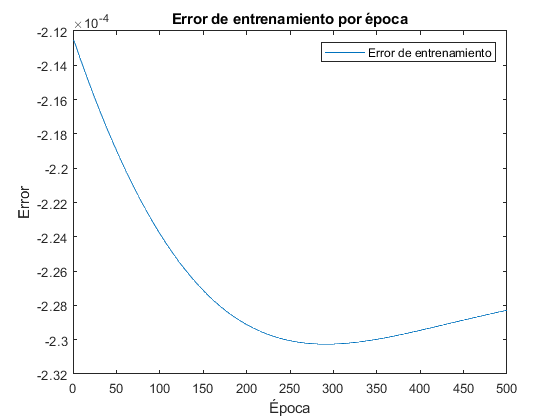 Error de entrenamiento por época
×10⁻⁴
Error de entrenamiento
-2.12
-2.14
-2.16
-2.18
-2.2
-2.22
-2.24
-2.26
-2.28
-2.3
-2.32
Error
0 50 100 150 200 250 300 350 400 450 500
Época